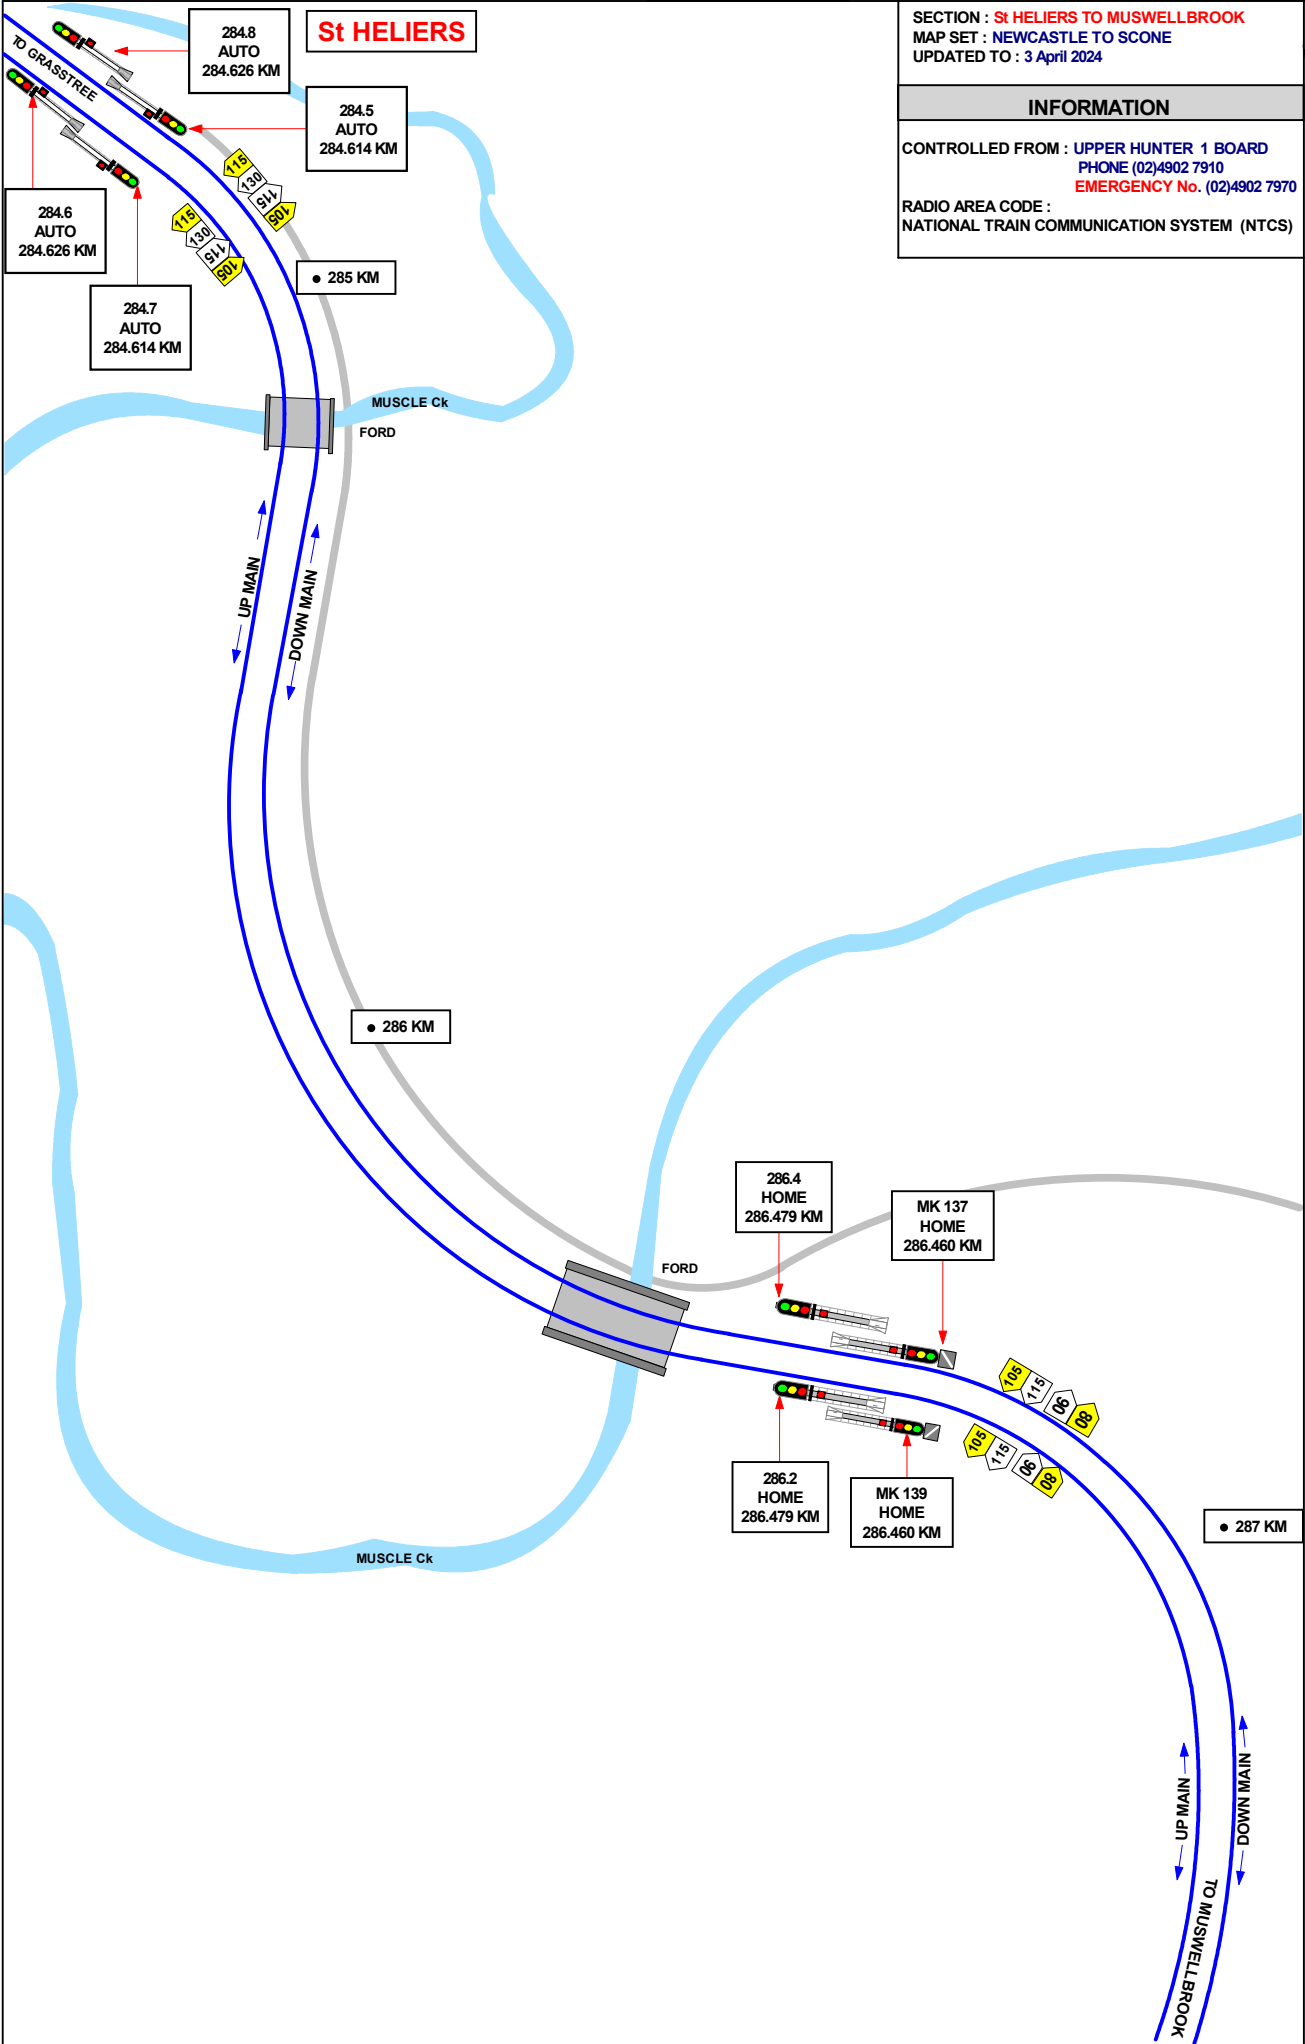 St HELIERS
SECTION : St HELIERS TO MUSWELLBROOK
MAP SET : NEWCASTLE TO SCONE
UPDATED TO : 3 April 2024
INFORMATION
CONTROLLED FROM : UPPER HUNTER 1 BOARD
PHONE (02)4902 7910
EMERGENCY No. (02)4902 7970
RADIO AREA CODE :
NATIONAL TRAIN COMMUNICATION SYSTEM (NTCS)
TO GRASSTREE
284.8
AUTO
284.626 KM
284.5
AUTO
284.614 KM
284.6
AUTO
284.626 KM
284.7
AUTO
284.614 KM
115
130
115
105
115
130
115
105
285 KM
MUSCLE Ck
FORD
UP MAIN
DOWN MAIN
286 KM
286.4
HOME
286.479 KM
MK 137
HOME
286.460 KM
FORD
105
115
90
80
105
115
90
80
286.2
HOME
286.479 KM
MK 139
HOME
286.460 KM
287 KM
MUSCLE Ck
UP MAIN
DOWN MAIN
TO MUSWELLBROOK